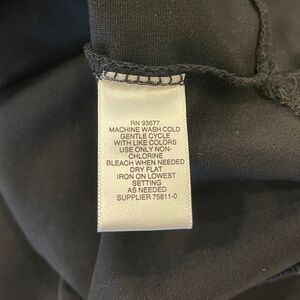 RN 93677
MACHINE WASH COLD
GENTLE CYCLE
WITH LIKE COLORS
USE ONLY NON-
CHLORINE
BLEACH WHEN NEEDED
DRY FLAT
IRON ON LOWEST
SETTING
AS NEEDED
SUPPLIER 75811-0